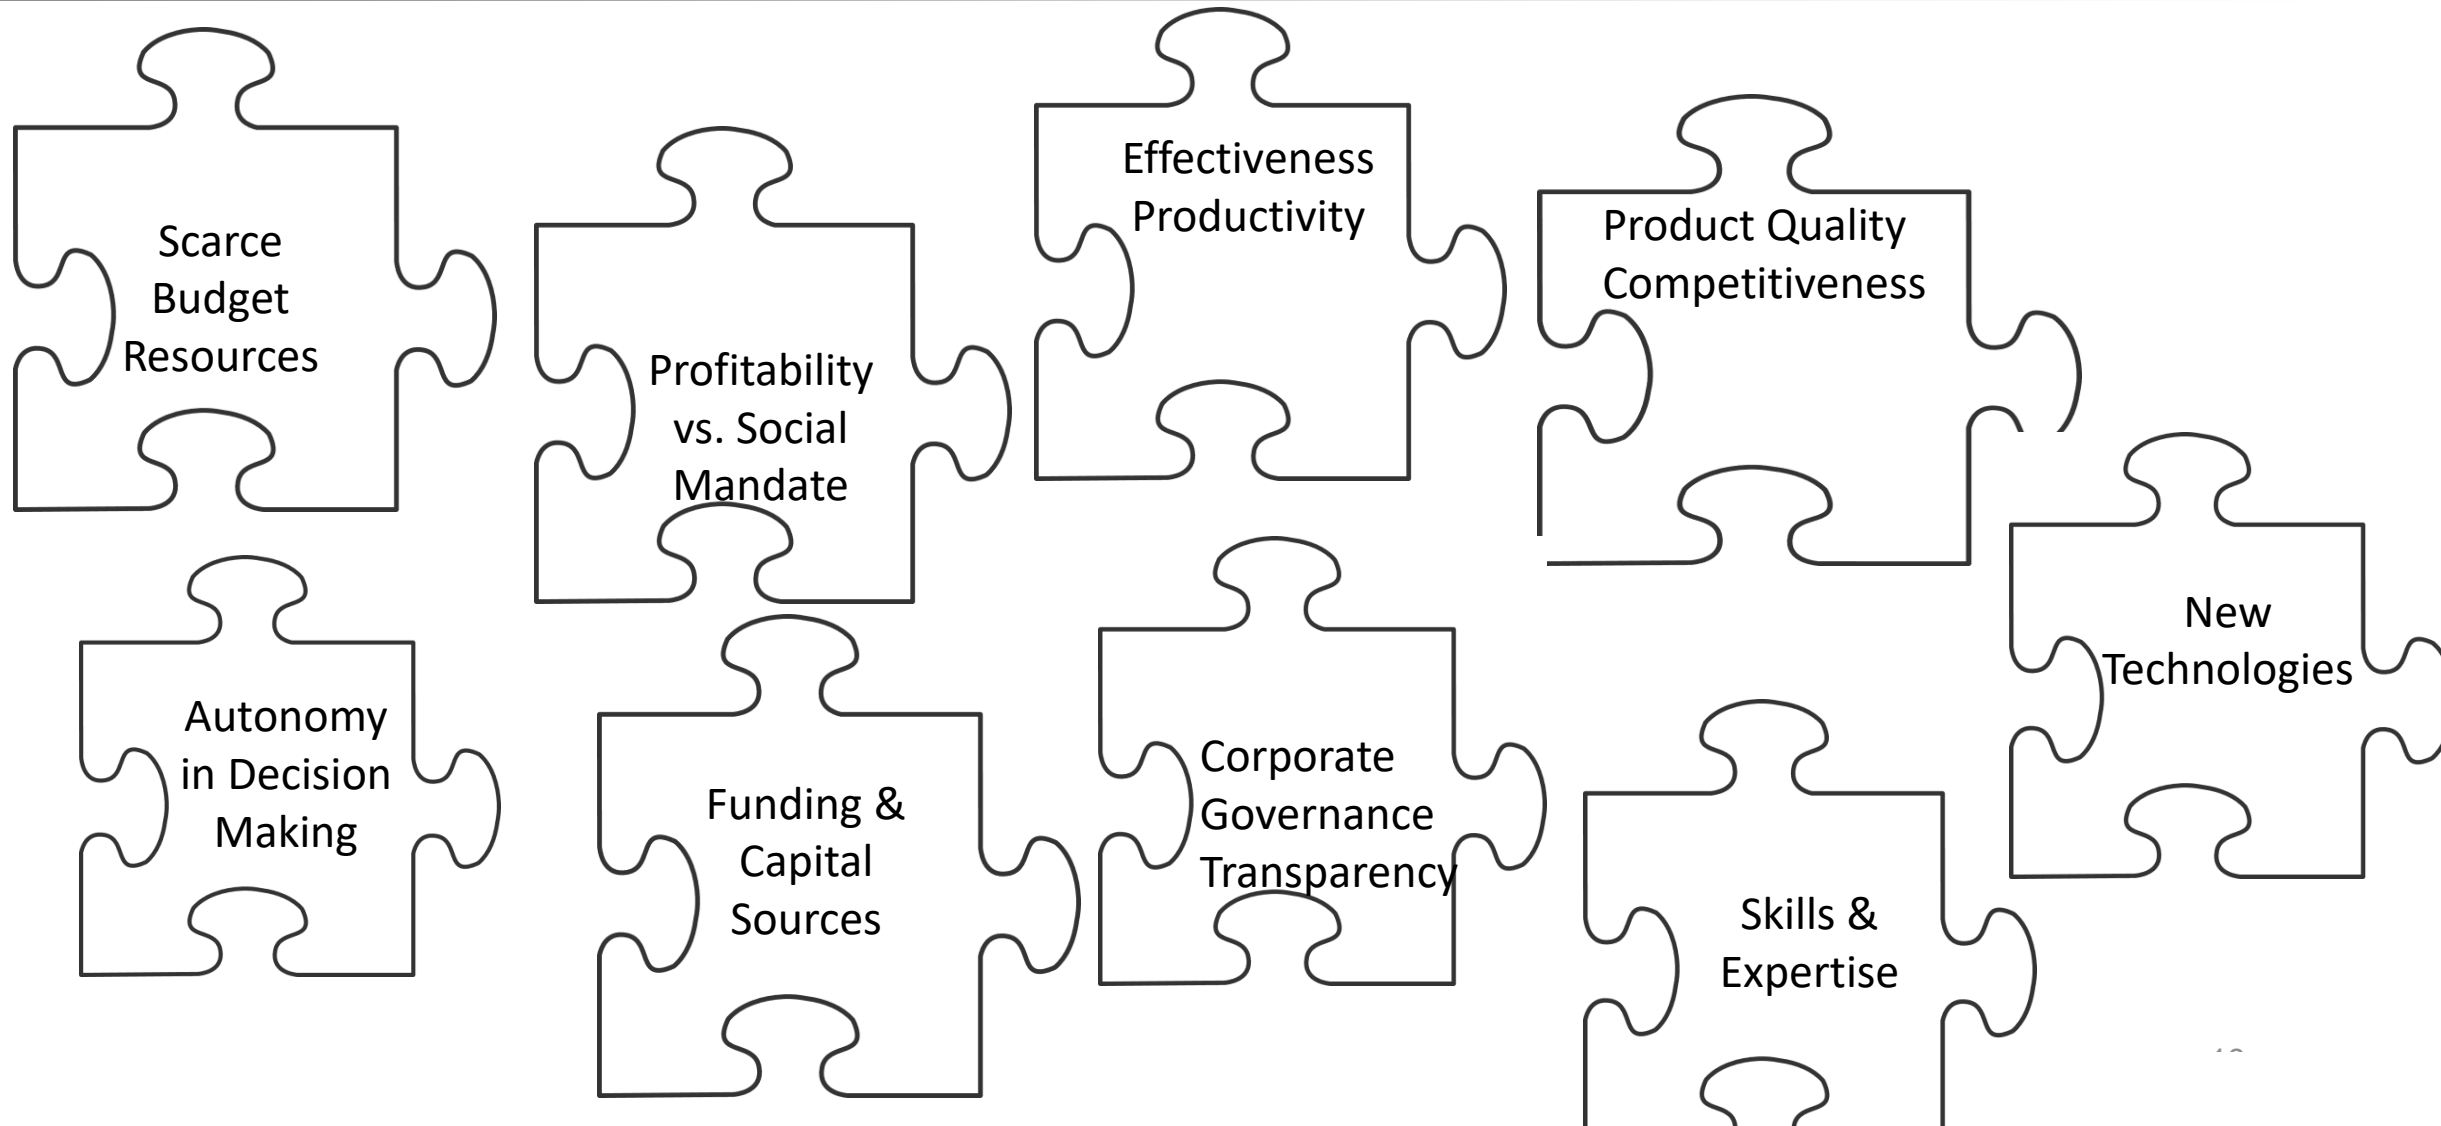 Scarce
Budget
Resources
Profitability
vs. Social
Mandate
Effectiveness
Productivity
Product Quality
Competitiveness
New
Technologies
Autonomy
in Decision
Making
Funding &
Capital
Sources
Corporate
Governance
Transparency
Skills &
Expertise